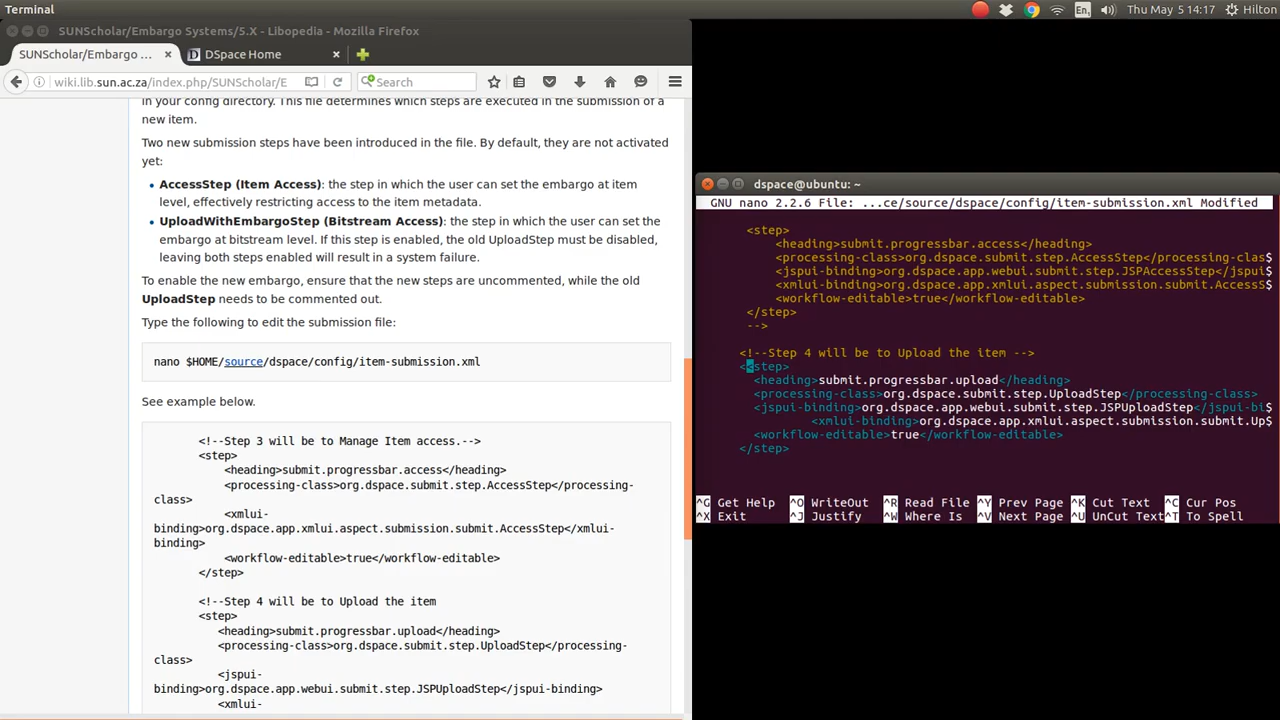 Terminal
En
Thu May 5 14:17
Hilton
SUNScholar/Embargo Systems/5.X - Libopedia - Mozilla Firefox
SUNScholar/Embargo ... ×
DSpace Home ×
wiki.lib.sun.ac.za/index.php/SUNScholar/E
Search
in your config directory. This file determines which steps are executed in the submission of a
new item.
Two new submission steps have been introduced in the file. By default, they are not activated
yet:
• AccessStep (Item Access): the step in which the user can set the embargo at item
level, effectively restricting access to the item metadata.
• UploadWithEmbargoStep (Bitstream Access): the step in which the user can set the
embargo at bitstream level. If this step is enabled, the old UploadStep must be disabled,
leaving both steps enabled will result in a system failure.
To enable the new embargo, ensure that the new steps are uncommented, while the old
UploadStep needs to be commented out.
Type the following to edit the submission file:
nano $HOME/source/dspace/config/item-submission.xml
See example below.
<!--Step 3 will be to Manage Item access.-->
<step>
<heading>submit.progressbar.access</heading>
<processing-class>org.dspace.submit.step.AccessStep</processing-
class>
<xmlui-
binding>org.dspace.app.xmlui.aspect.submission.submit.AccessStep</xmlui-
binding>
<workflow-editable>true</workflow-editable>
</step>
<!--Step 4 will be to Upload the item
<step>
<heading>submit.progressbar.upload</heading>
<processing-class>org.dspace.submit.step.UploadStep</processing-
class>
<jspui-
binding>org.dspace.app.webui.submit.step.JSPUploadStep</jspui-binding>
<xmlui-
dspace@ubuntu: ~
GNU nano 2.2.6 File: ...ce/source/dspace/config/item-submission.xml Modified
<step>
<heading>submit.progressbar.access</heading>
<processing-class>org.dspace.submit.step.AccessStep</processing-clas$
<jspui-binding>org.dspace.app.webui.submit.step.JSPAccessStep</jspui$
<xmlui-binding>org.dspace.app.xmlui.aspect.submission.submit.AccessS$
<workflow-editable>true</workflow-editable>
</step>
-->
<!--Step 4 will be to Upload the item -->
<<step>
<heading>submit.progressbar.upload</heading>
<processing-class>org.dspace.submit.step.UploadStep</processing-class>
<jspui-binding>org.dspace.app.webui.submit.step.JSPUploadStep</jspui-bi$
<xmlui-binding>org.dspace.app.xmlui.aspect.submission.submit.Up$
<workflow-editable>true</workflow-editable>
</step>
^G Get Help ^O WriteOut ^R Read File ^Y Prev Page ^K Cut Text ^C Cur Pos
^X Exit ^J Justify ^W Where Is ^V Next Page ^U UnCut Text ^T To Spell